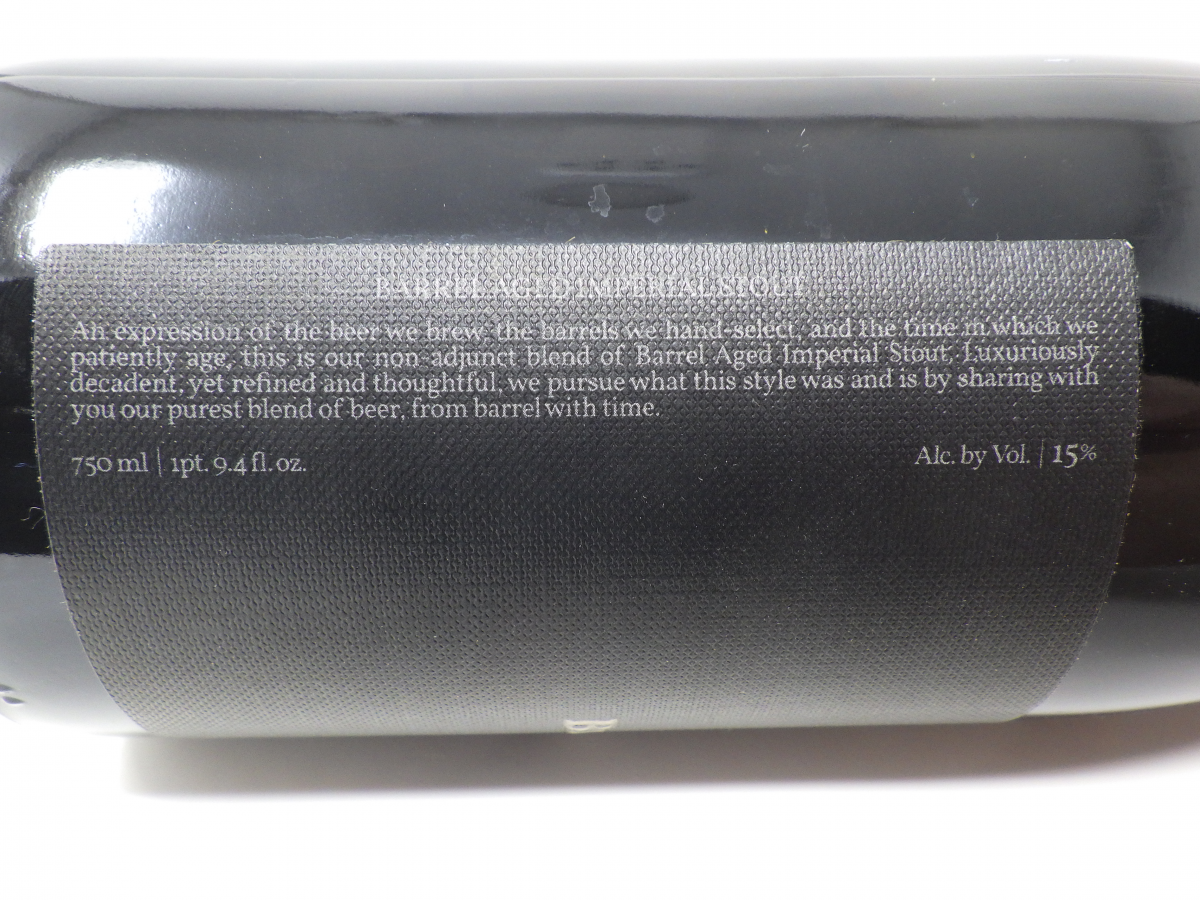 BARREL AGED IMPERIAL STOUT
An expression of the beer we brew, the barrels we hand-select, and the time in which we
patiently age, this is our non-adjunct blend of Barrel Aged Imperial Stout. Luxuriously
decadent, yet refined and thoughtful, we pursue what this style was and is by sharing with
you our purest blend of beer, from barrel with time.
750 ml | 1pt. 9.4 fl. oz.
Alc. by Vol. | 15%
B